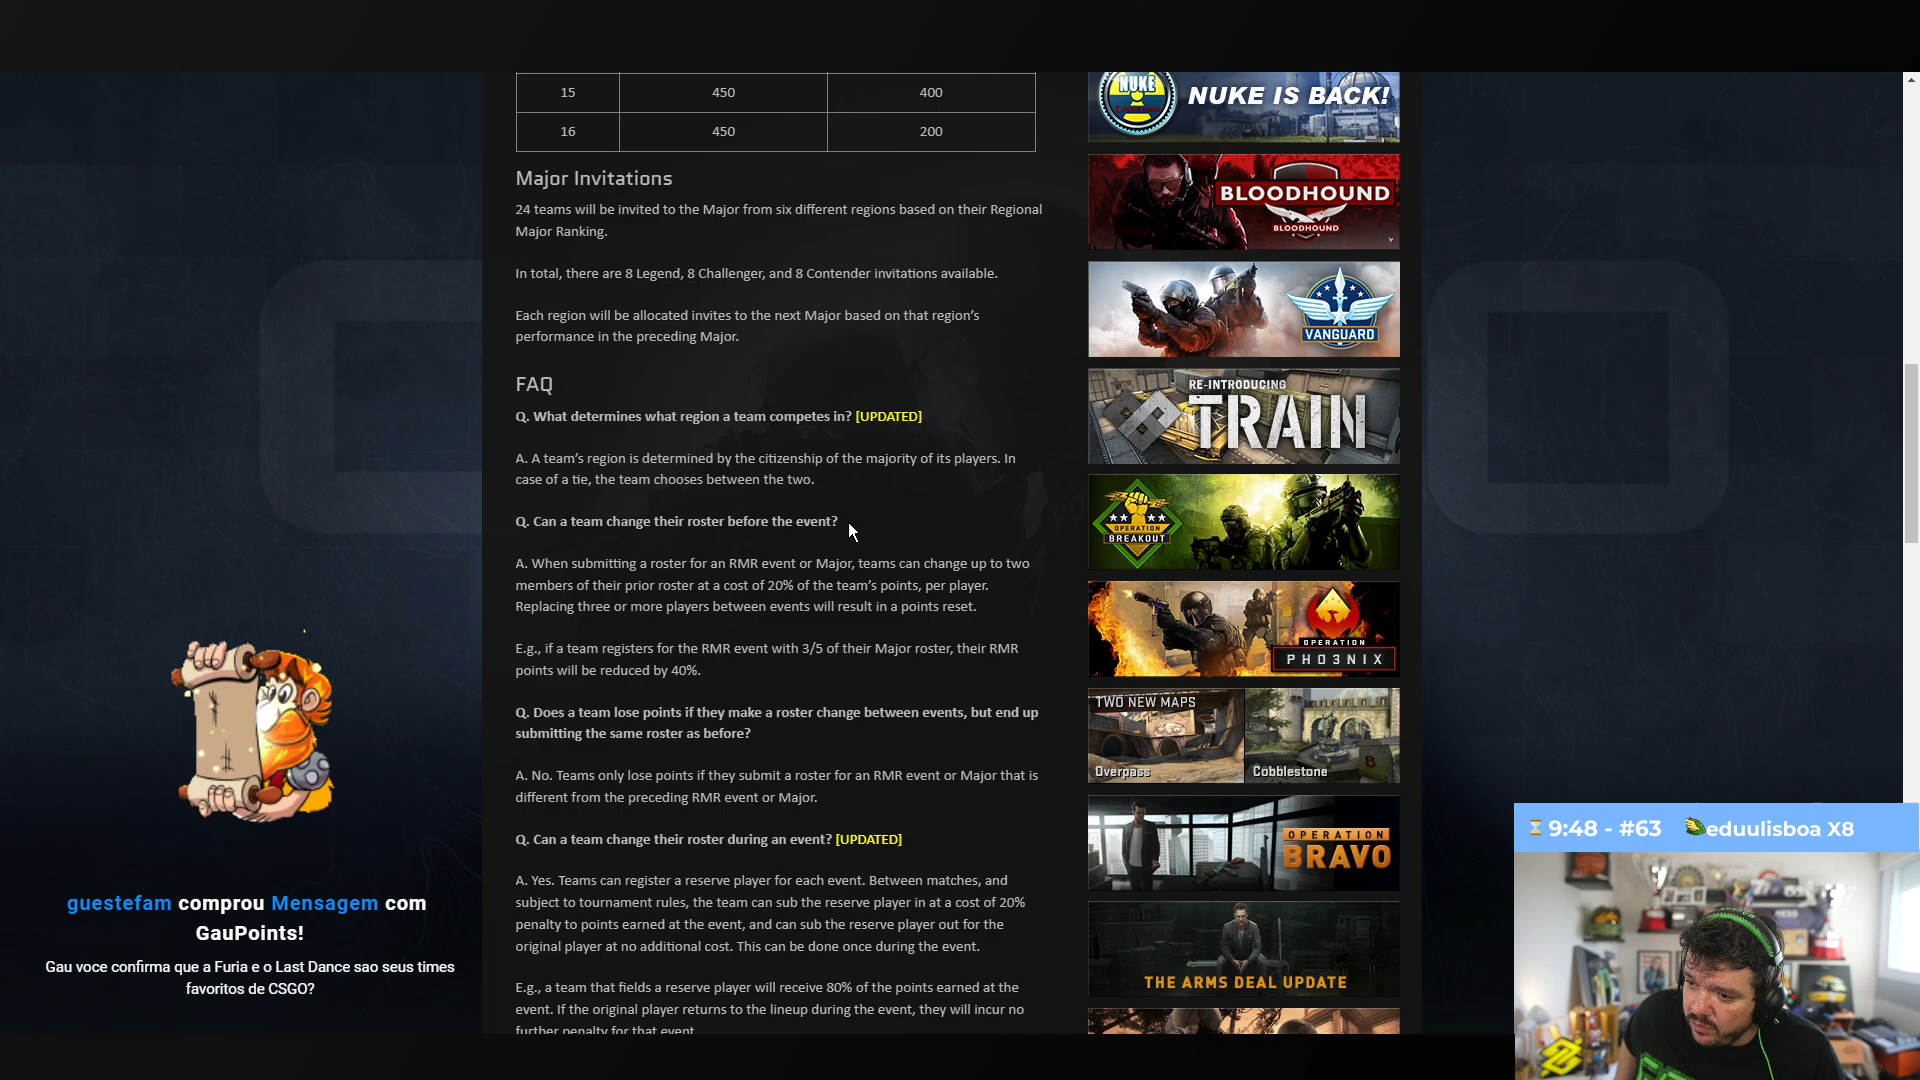 15 450 400
16 450 200
Major Invitations
24 teams will be invited to the Major from six different regions based on their Regional
Major Ranking.
In total, there are 8 Legend, 8 Challenger, and 8 Contender invitations available.
Each region will be allocated invites to the next Major based on that region's
performance in the preceding Major.
FAQ
Q. What determines what region a team competes in? [UPDATED]
A. A team's region is determined by the citizenship of the majority of its players. In
case of a tie, the team chooses between the two.
Q. Can a team change their roster before the event?
A. When submitting a roster for an RMR event or Major, teams can change up to two
members of their prior roster at a cost of 20% of the team's points, per player.
Replacing three or more players between events will result in a points reset.
E.g., if a team registers for the RMR event with 3/5 of their Major roster, their RMR
points will be reduced by 40%.
Q. Does a team lose points if they make a roster change between events, but end up
submitting the same roster as before?
A. No. Teams only lose points if they submit a roster for an RMR event or Major that is
different from the preceding RMR event or Major.
Q. Can a team change their roster during an event? [UPDATED]
A. Yes. Teams can register a reserve player for each event. Between matches, and
subject to tournament rules, the team can sub the reserve player in at a cost of 20%
penalty to points earned at the event, and can sub the reserve player out for the
original player at no additional cost. This can be done once during the event.
E.g., a team that fields a reserve player will receive 80% of the points earned at the
event. If the original player returns to the lineup during the event, they will incur no
further penalty for that event.
NUKE
NUKE IS BACK!
BLOODHOUND
BLOODHOUND
VANGUARD
RE-INTRODUCING
TRAIN
OPERATION
BREAKOUT
OPERATION
PHO3NIX
TWO NEW MAPS
Overpass
Cobblestone
OPERATION
BRAVO
THE ARMS DEAL UPDATE
guestefam comprou Mensagem com
GauPoints!
Gau voce confirma que a Furia e o Last Dance sao seus times
favoritos de CSGO?
9:48 - #63 eduulisboa X8